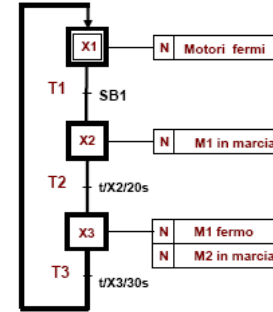 X1 N Motori fermi
T1 SB1
X2 N M1 in marcia
T2 t/X2/20s
X3 N M1 fermo
N M2 in marcia
T3 t/X3/30s